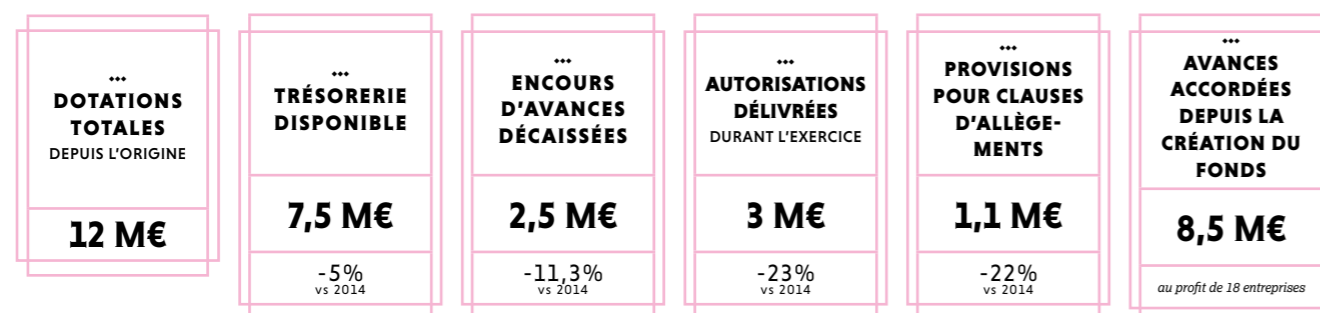 DOTATIONS
TOTALES
DEPUIS L'ORIGINE
12 M€
TRÉSORERIE
DISPONIBLE
7,5 M€
-5%
vs 2014
ENCOURS
D'AVANCES
DÉCAISSÉES
2,5 M€
-11,3%
vs 2014
AUTORISATIONS
DÉLIVRÉES
DURANT L'EXERCICE
3 M€
-23%
vs 2014
PROVISIONS
POUR CLAUSES
D'ALLÈGE-
MENTS
1,1 M€
-22%
vs 2014
AVANCES
ACCORDÉES
DEPUIS LA
CRÉATION DU
FONDS
8,5 M€
au profit de 18 entreprises